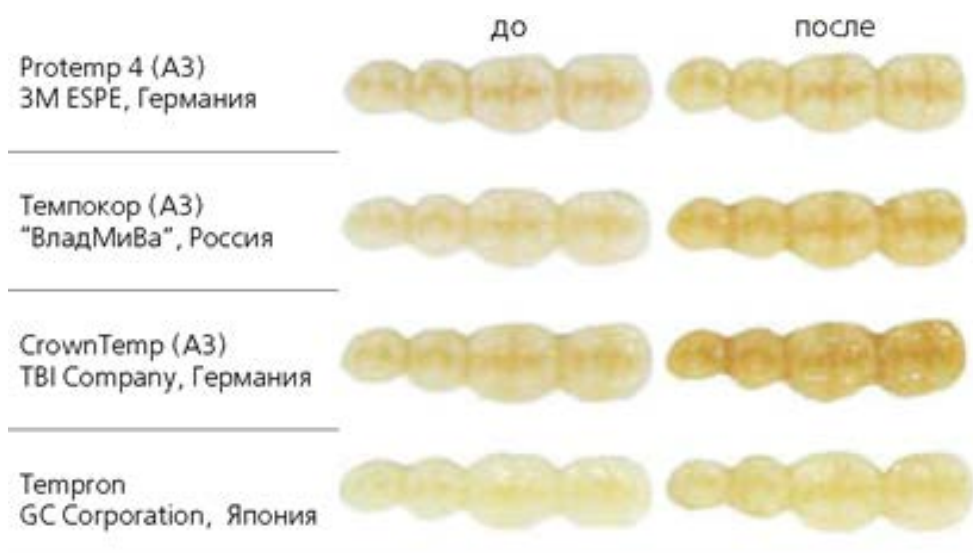 до
после
Protemp 4 (A3)
3M ESPE, Германия
Темпокор (А3)
"ВладМиВа", Россия
CrownTemp (A3)
TBI Company, Германия
Tempron
GC Corporation, Япония